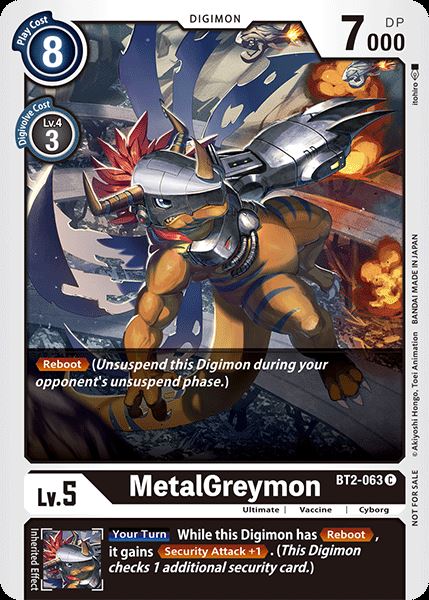 DIGIMON
Play Cost
8
DP
7000
Digivolve Cost
Lv.4
3
itohiro
Reboot (Unsuspend this Digimon during your
opponent's unsuspend phase.)
©Akiyoshi Hongo, Toei Animation BANDAI MADE IN JAPAN
NOT FOR SALE
Lv.5
MetalGreymon
BT2-063 C
Ultimate | Vaccine | Cyborg
Inherited Effect
Your Turn While this Digimon has Reboot ,
it gains Security Attack +1 . (This Digimon
checks 1 additional security card.)